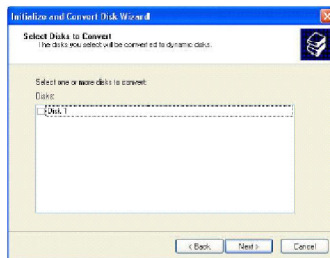 Initialize and Convert Disk Wizard
Select Disks to Convert
The disks you select will be converted to dynamic disks.
Select one or more disks to convert.
Disks:
Disk 1
< Back
Next >
Cancel